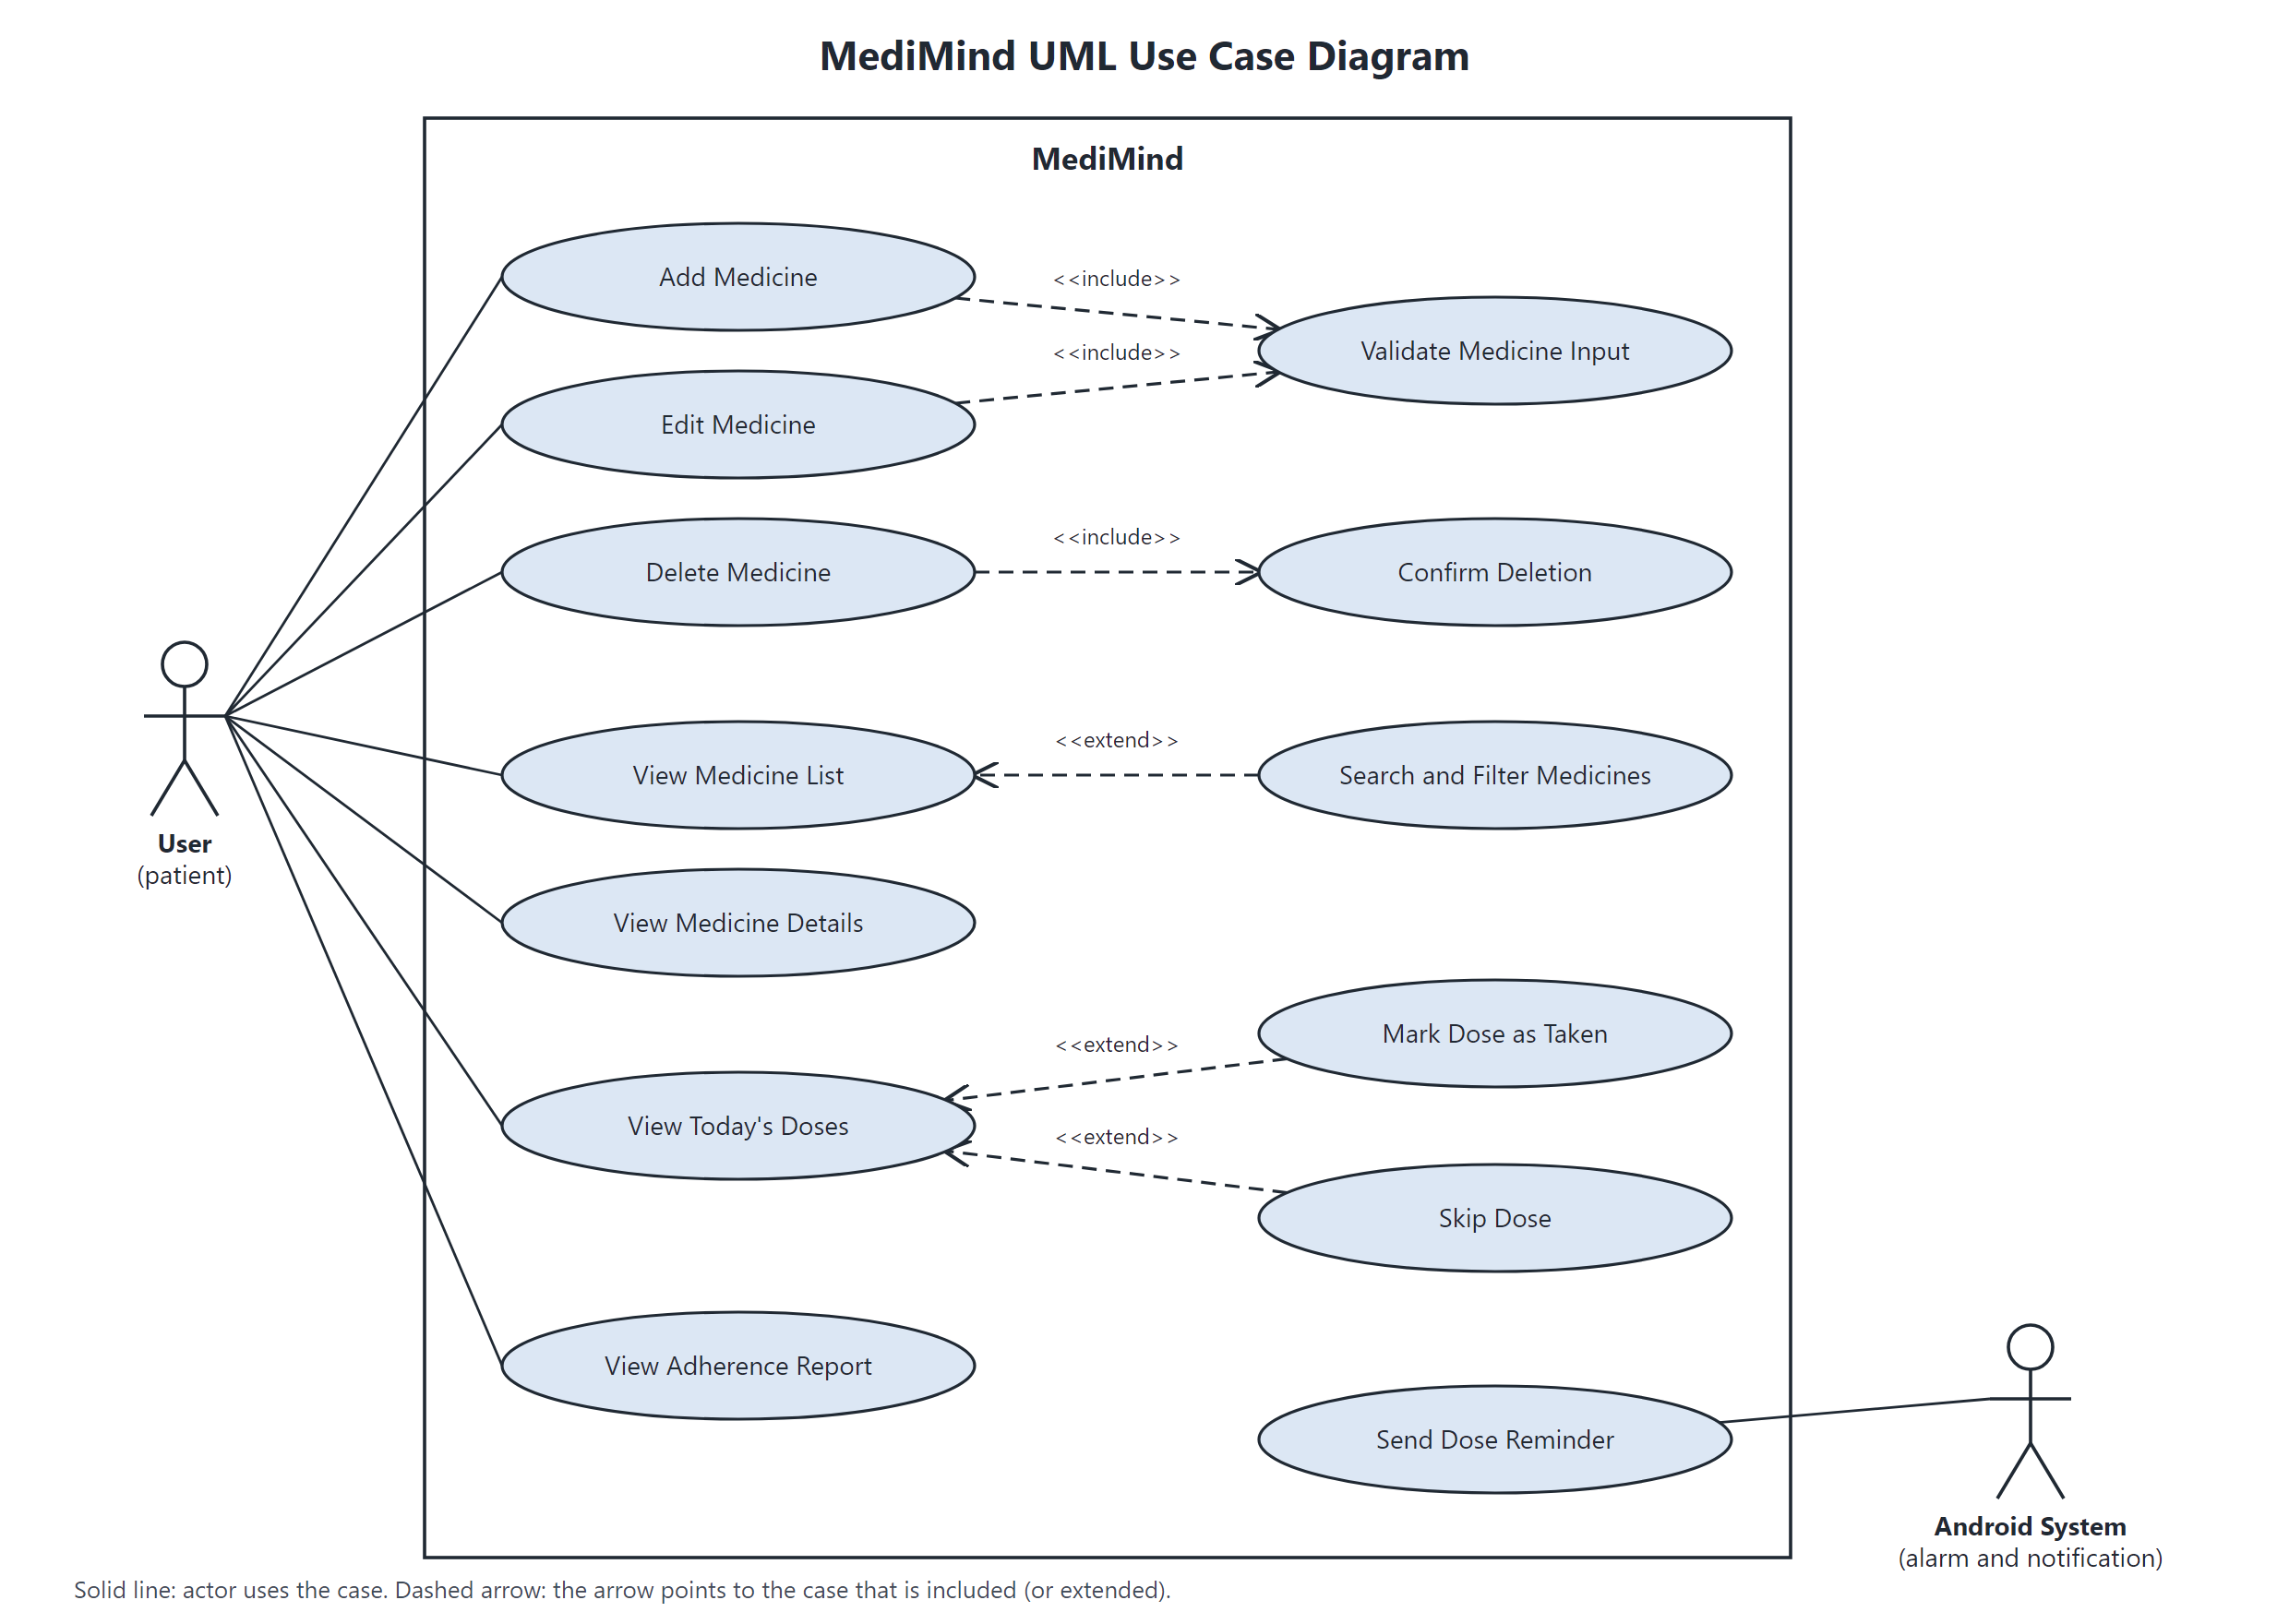 MediMind UML Use Case Diagram
MediMind
Add Medicine
<<include>>
Validate Medicine Input
<<include>>
Edit Medicine
Delete Medicine
<<include>>
Confirm Deletion
User
(patient)
View Medicine List
<<extend>>
Search and Filter Medicines
View Medicine Details
Mark Dose as Taken
<<extend>>
View Today's Doses
<<extend>>
Skip Dose
View Adherence Report
Send Dose Reminder
Android System
(alarm and notification)
Solid line: actor uses the case. Dashed arrow: the arrow points to the case that is included (or extended).